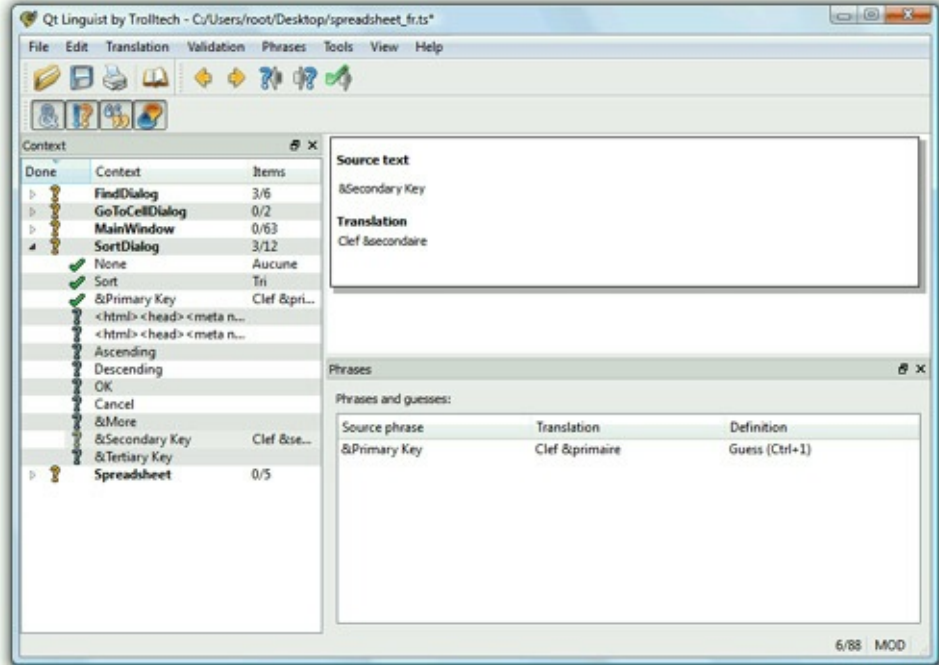 Qt Linguist by Trolltech - C:/Users/root/Desktop/spreadsheet_fr.ts*
File Edit Translation Validation Phrases Tools View Help
Context
Done Context Items
FindDialog 3/6
GoToCellDialog 0/2
MainWindow 0/63
SortDialog 3/12
None Aucune
Sort Tri
&Primary Key Clef &pri...
<html><head><meta n...
<html><head><meta n...
Ascending
Descending
OK
Cancel
&More
&Secondary Key Clef &se...
&Tertiary Key
Spreadsheet 0/5
Source text
&Secondary Key
Translation
Clef &secondaire
Phrases
Phrases and guesses:
Source phrase Translation Definition
&Primary Key Clef &primaire Guess (Ctrl+1)
6/88 MOD